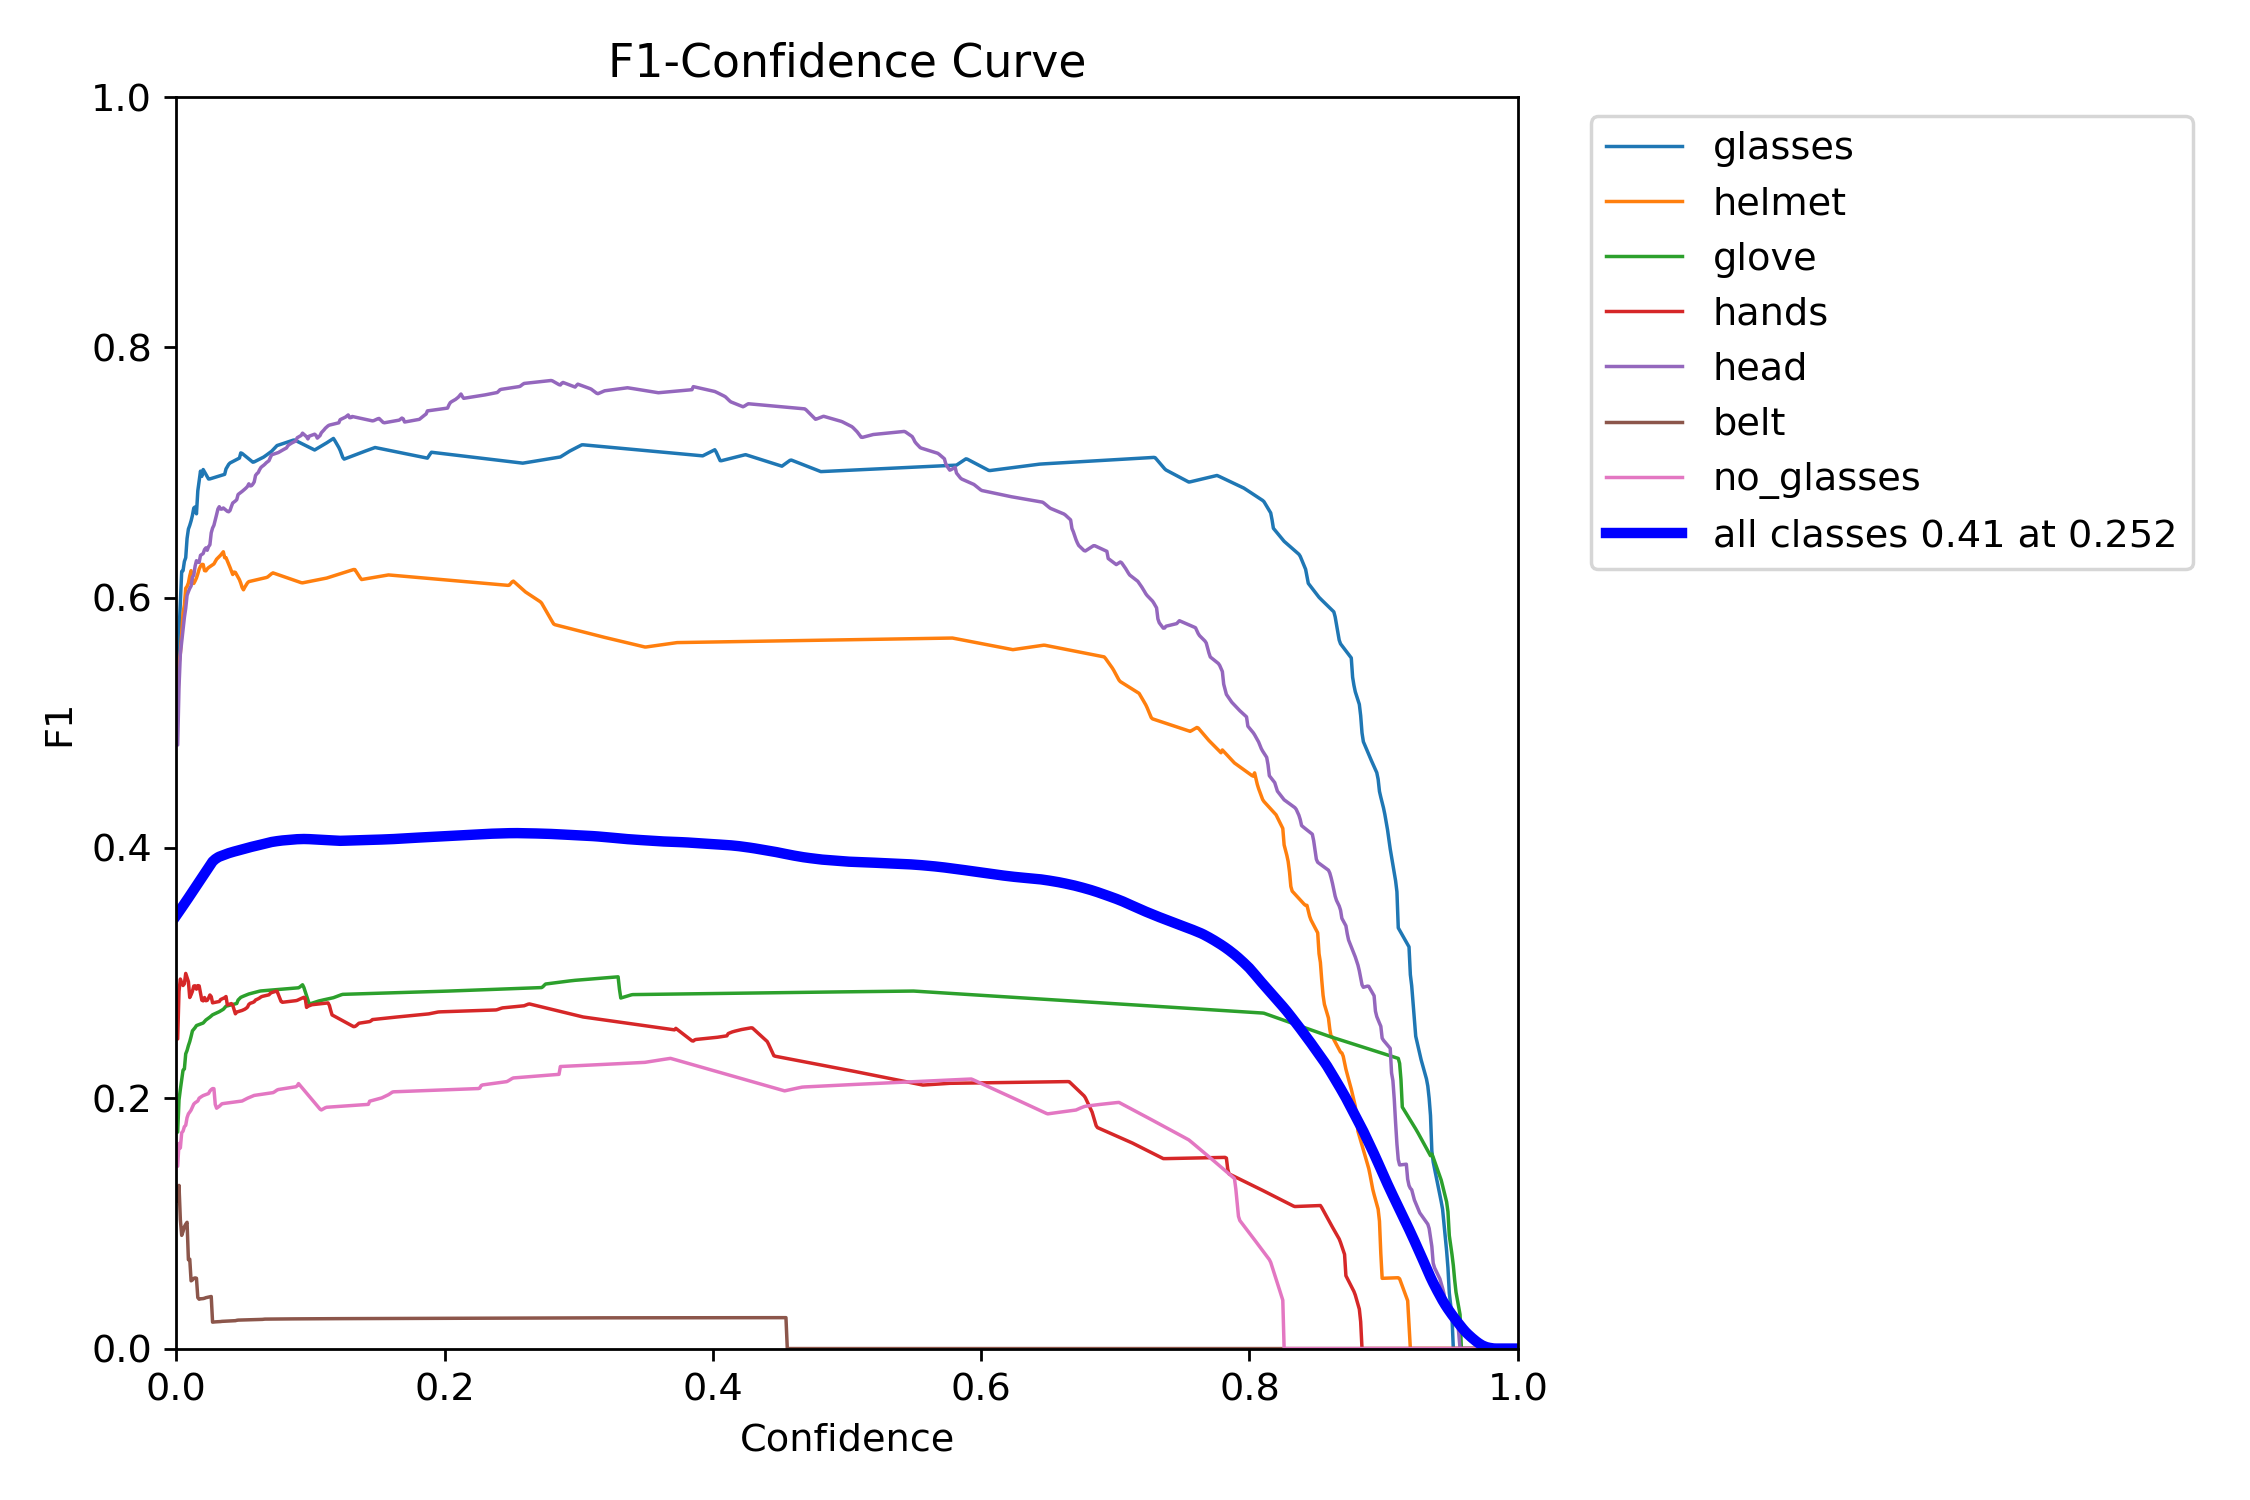 F1-Confidence Curve
1.0
0.8
0.6
0.4
0.2
0.0
F1
0.0 0.2 0.4 0.6 0.8 1.0
Confidence
glasses
helmet
glove
hands
head
belt
no_glasses
all classes 0.41 at 0.252